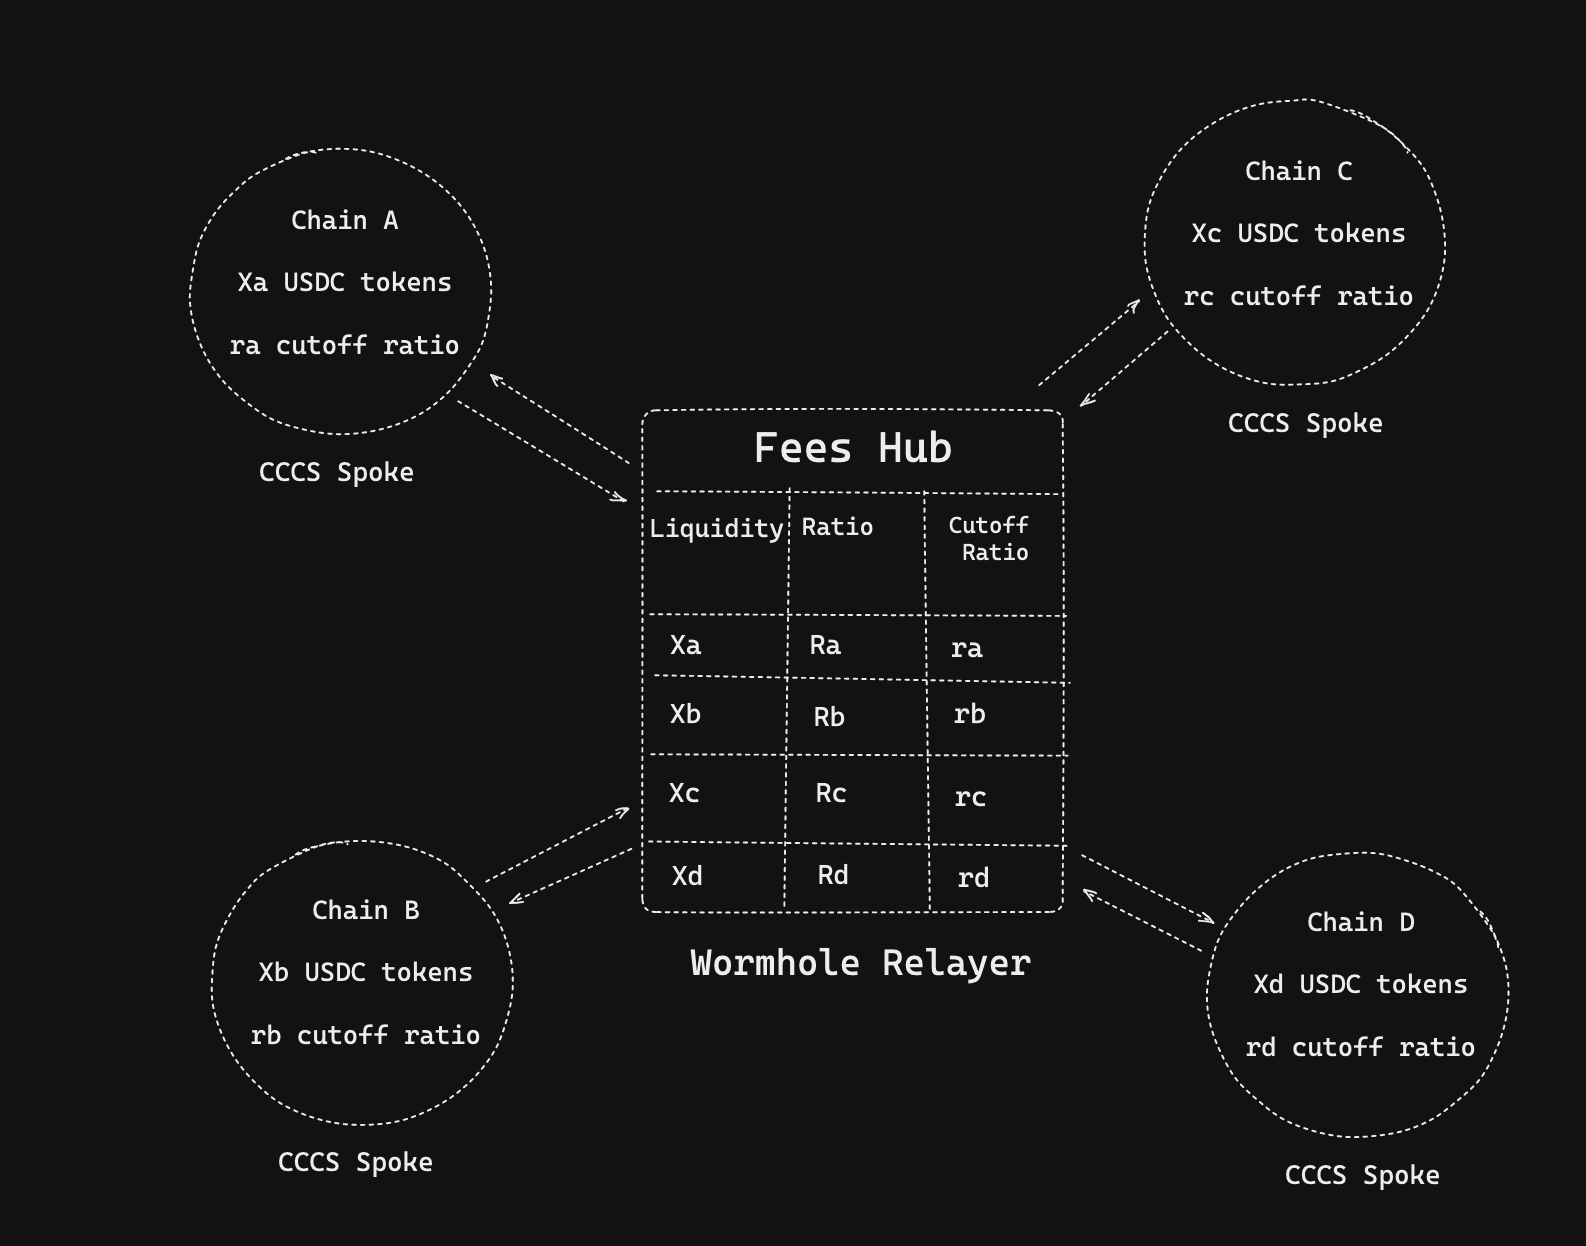 Chain A
Xa USDC tokens
ra cutoff ratio
CCCS Spoke
Chain C
Xc USDC tokens
rc cutoff ratio
CCCS Spoke
Fees Hub
Liquidity Ratio Cutoff
Ratio
Xa Ra ra
Xb Rb rb
Xc Rc rc
Xd Rd rd
Wormhole Relayer
Chain B
Xb USDC tokens
rb cutoff ratio
CCCS Spoke
Chain D
Xd USDC tokens
rd cutoff ratio
CCCS Spoke